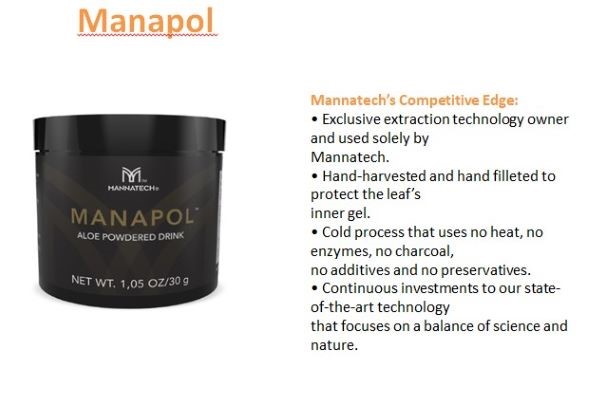 Manapol
MANNATECH®
MANAPOL™
ALOE POWDERED DRINK
NET WT. 1,05 OZ/30 g
Mannatech’s Competitive Edge:
• Exclusive extraction technology owner
and used solely by
Mannatech.
• Hand-harvested and hand filleted to
protect the leaf’s
inner gel.
• Cold process that uses no heat, no
enzymes, no charcoal,
no additives and no preservatives.
• Continuous investments to our state-
of-the-art technology
that focuses on a balance of science and
nature.